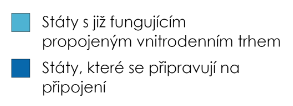 Státy s již fungujícím
propojeným vnitrodenním trhem
Státy, které se připravují na
připojení